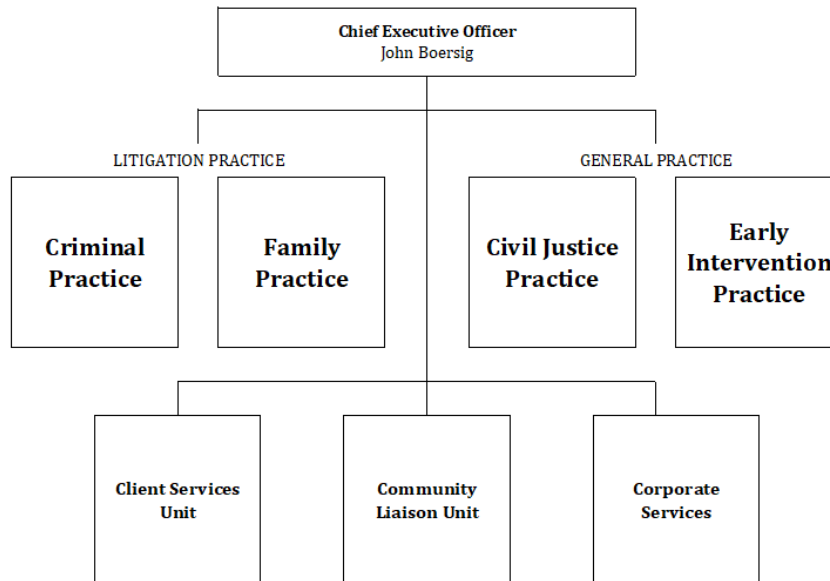 Chief Executive Officer
John Boersig
LITIGATION PRACTICE
GENERAL PRACTICE
Criminal
Practice
Family
Practice
Civil Justice
Practice
Early
Intervention
Practice
Client Services
Unit
Community
Liaison Unit
Corporate
Services